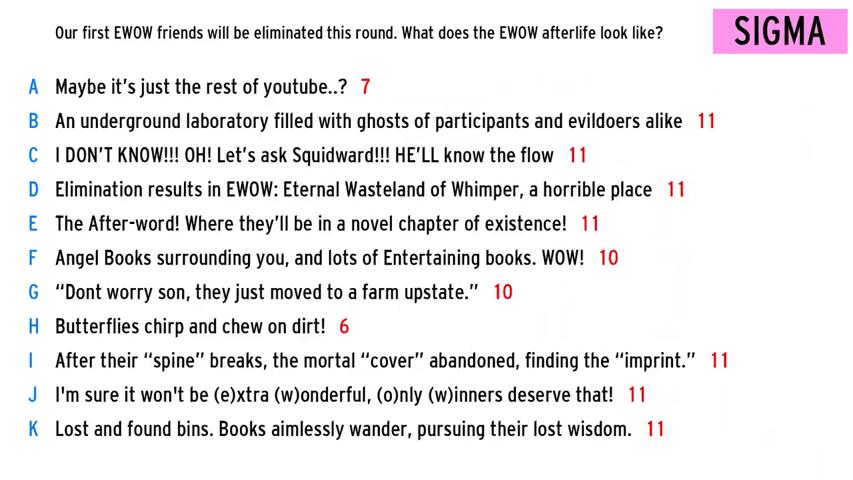 Our first EWOW friends will be eliminated this round. What does the EWOW afterlife look like?
SIGMA
A Maybe it's just the rest of youtube..? 7
B An underground laboratory filled with ghosts of participants and evildoers alike 11
C I DON'T KNOW!!! OH! Let's ask Squidward!!! HE'LL know the flow 11
D Elimination results in EWOW: Eternal Wasteland of Whimper, a horrible place 11
E The After-word! Where they'll be in a novel chapter of existence! 11
F Angel Books surrounding you, and lots of Entertaining books. WOW! 10
G “Dont worry son, they just moved to a farm upstate.” 10
H Butterflies chirp and chew on dirt! 6
I After their “spine” breaks, the mortal “cover” abandoned, finding the “imprint.” 11
J I'm sure it won't be (e)xtra (w)onderful, (o)nly (w)inners deserve that! 11
K Lost and found bins. Books aimlessly wander, pursuing their lost wisdom. 11